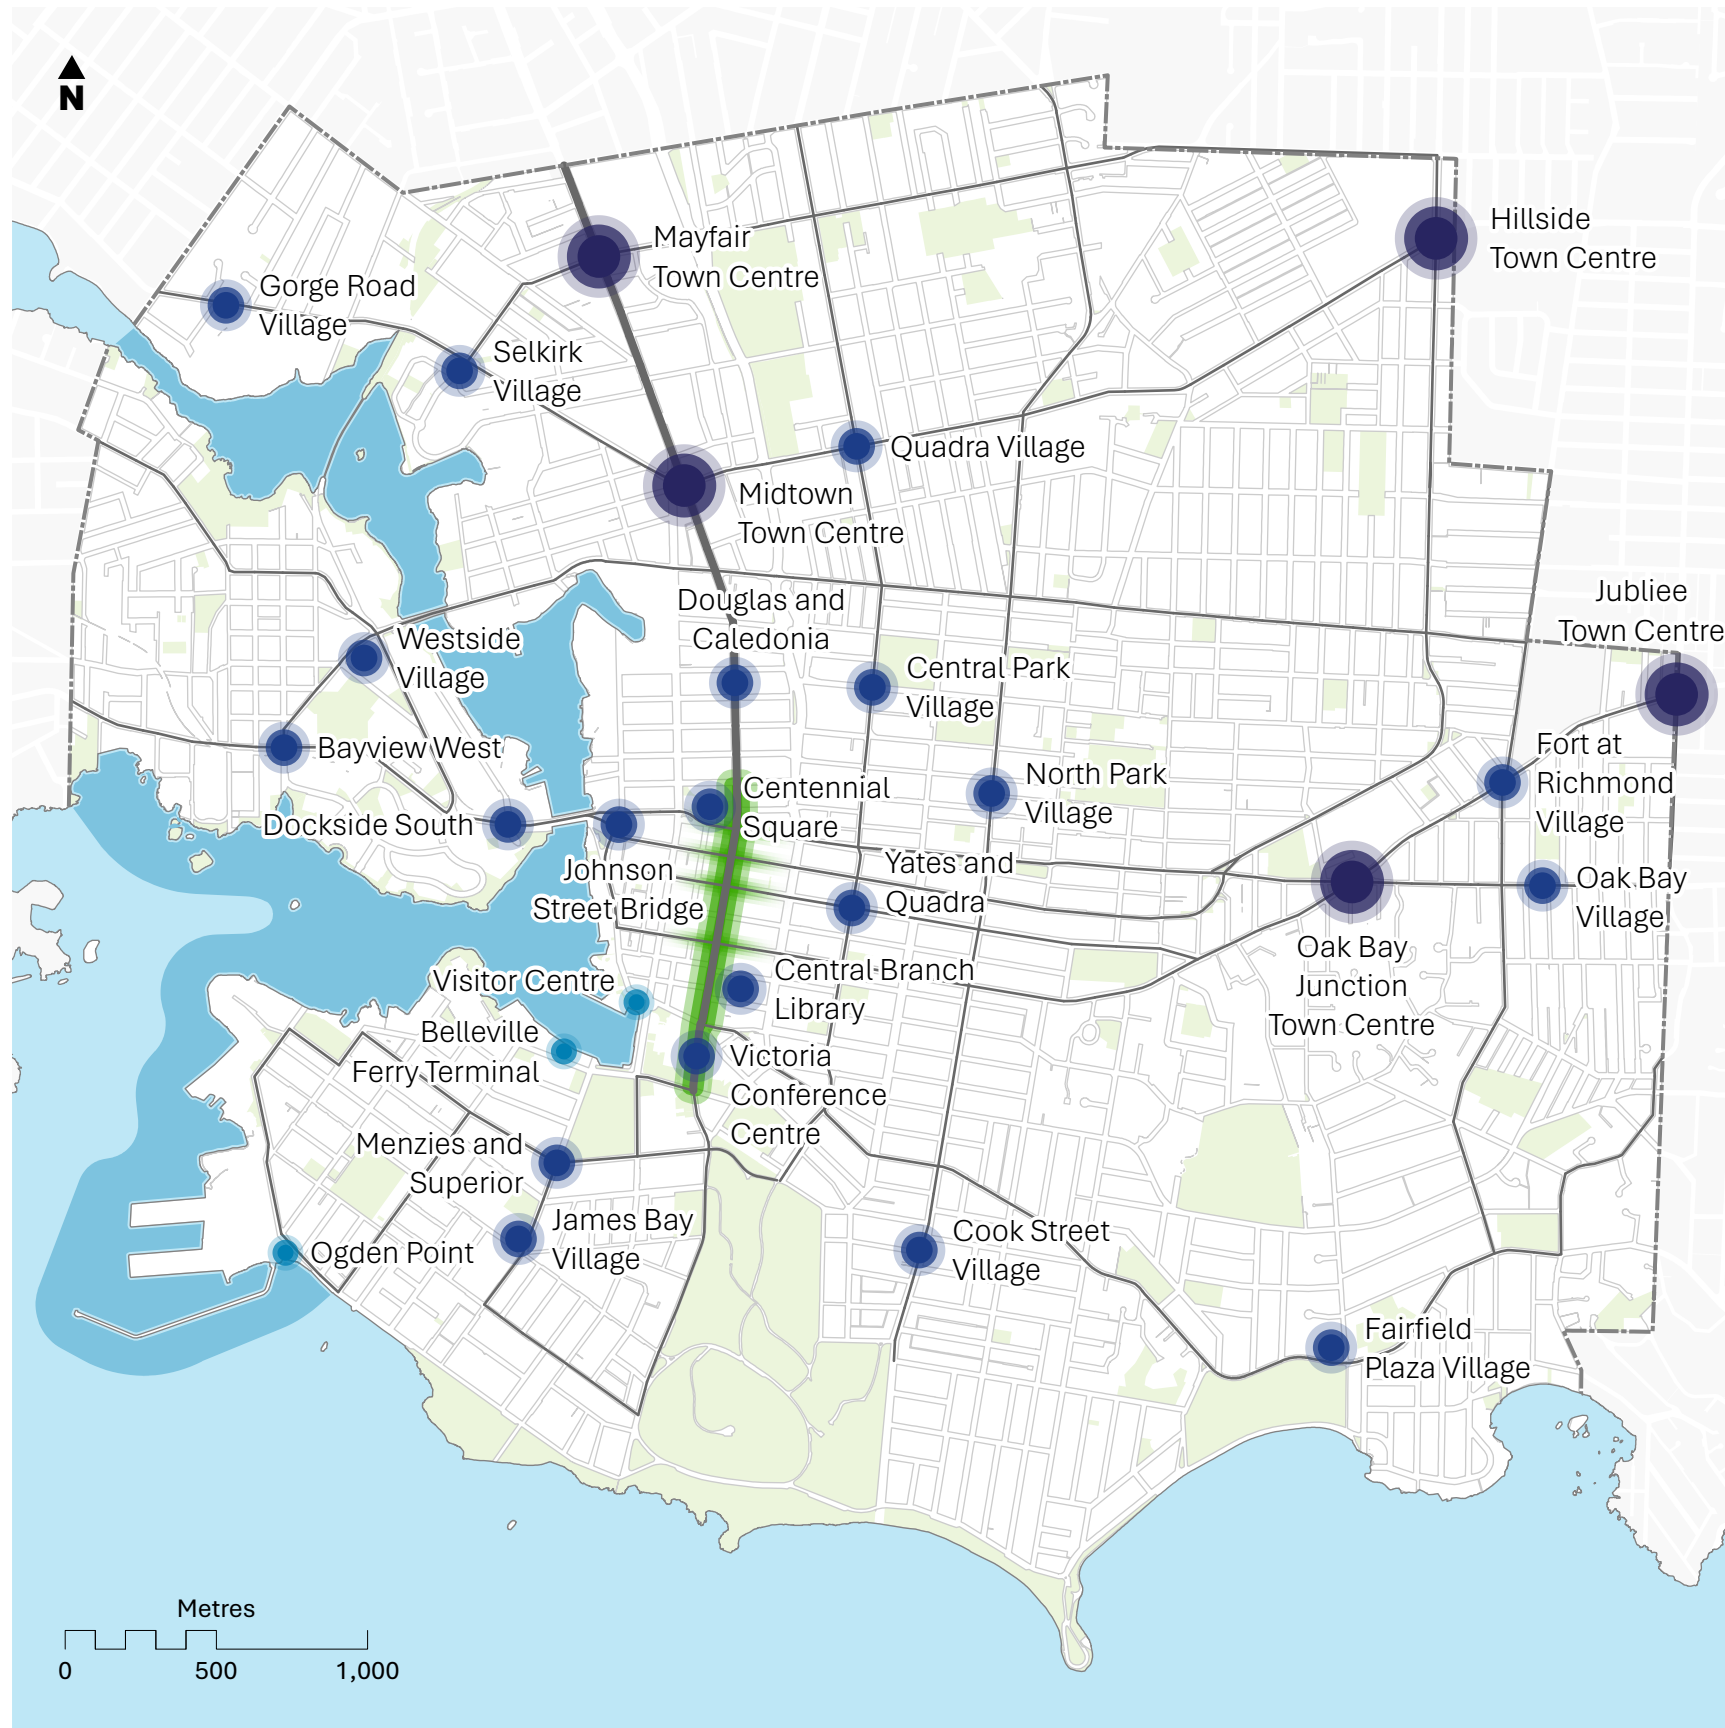 N
Mayfair
Town Centre
Hillside
Town Centre
Gorge Road
Village
Selkirk
Village
Quadra Village
Midtown
Town Centre
Jubliee
Town Centre
Douglas and
Caledonia
Westside
Village
Central Park
Village
Bayview West
Fort at
Richmond
Village
North Park
Village
Centennial
Square
Dockside South
Johnson
Street Bridge
Yates and
Quadra
Oak Bay
Village
Oak Bay
Junction
Town Centre
Central Branch
Library
Visitor Centre
Belleville
Ferry Terminal
Victoria
Conference
Centre
Menzies and
Superior
James Bay
Village
Ogden Point
Cook Street
Village
Fairfield
Plaza Village
Metres
0 500 1,000